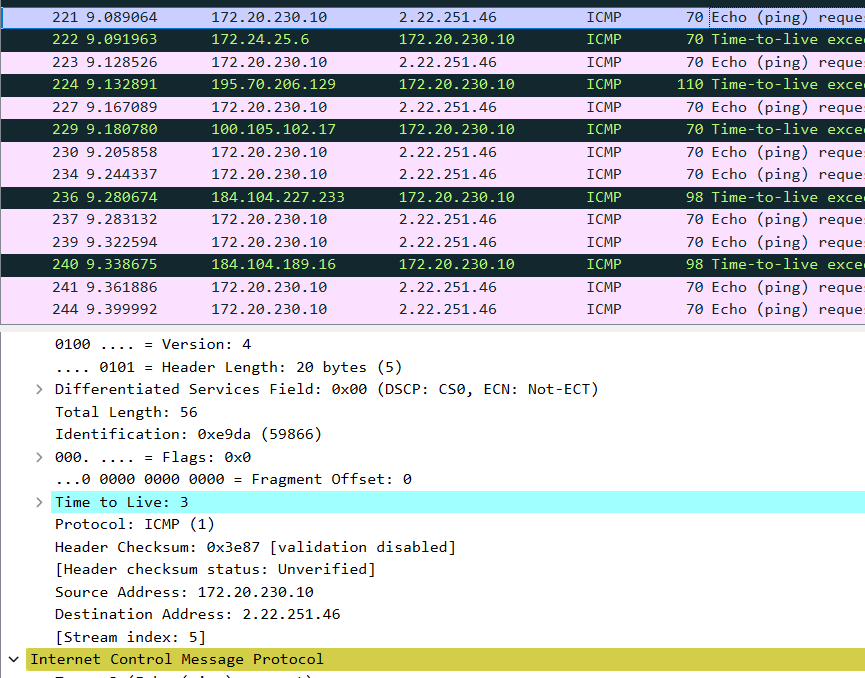 221 9.089064 172.20.230.10 2.22.251.46 ICMP 70 Echo (ping) reque
222 9.091963 172.24.25.6 172.20.230.10 ICMP 70 Time-to-live exce
223 9.128526 172.20.230.10 2.22.251.46 ICMP 70 Echo (ping) reque
224 9.132891 195.70.206.129 172.20.230.10 ICMP 110 Time-to-live exce
227 9.167089 172.20.230.10 2.22.251.46 ICMP 70 Echo (ping) reque
229 9.180780 100.105.102.17 172.20.230.10 ICMP 70 Time-to-live exce
230 9.205858 172.20.230.10 2.22.251.46 ICMP 70 Echo (ping) reque
234 9.244337 172.20.230.10 2.22.251.46 ICMP 70 Echo (ping) reque
236 9.280674 184.104.227.233 172.20.230.10 ICMP 98 Time-to-live exce
237 9.283132 172.20.230.10 2.22.251.46 ICMP 70 Echo (ping) reque
239 9.322594 172.20.230.10 2.22.251.46 ICMP 70 Echo (ping) reque
240 9.338675 184.104.189.16 172.20.230.10 ICMP 98 Time-to-live exce
241 9.361886 172.20.230.10 2.22.251.46 ICMP 70 Echo (ping) reque
244 9.399992 172.20.230.10 2.22.251.46 ICMP 70 Echo (ping) reque
0100 .... = Version: 4
.... 0101 = Header Length: 20 bytes (5)
Differentiated Services Field: 0x00 (DSCP: CS0, ECN: Not-ECT)
Total Length: 56
Identification: 0xe9da (59866)
000. .... = Flags: 0x0
...0 0000 0000 0000 = Fragment Offset: 0
Time to Live: 3
Protocol: ICMP (1)
Header Checksum: 0x3e87 [validation disabled]
[Header checksum status: Unverified]
Source Address: 172.20.230.10
Destination Address: 2.22.251.46
[Stream index: 5]
Internet Control Message Protocol